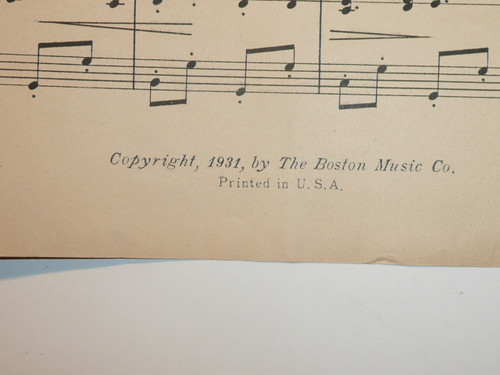 Copyright, 1931, by The Boston Music Co.
Printed in U.S.A.